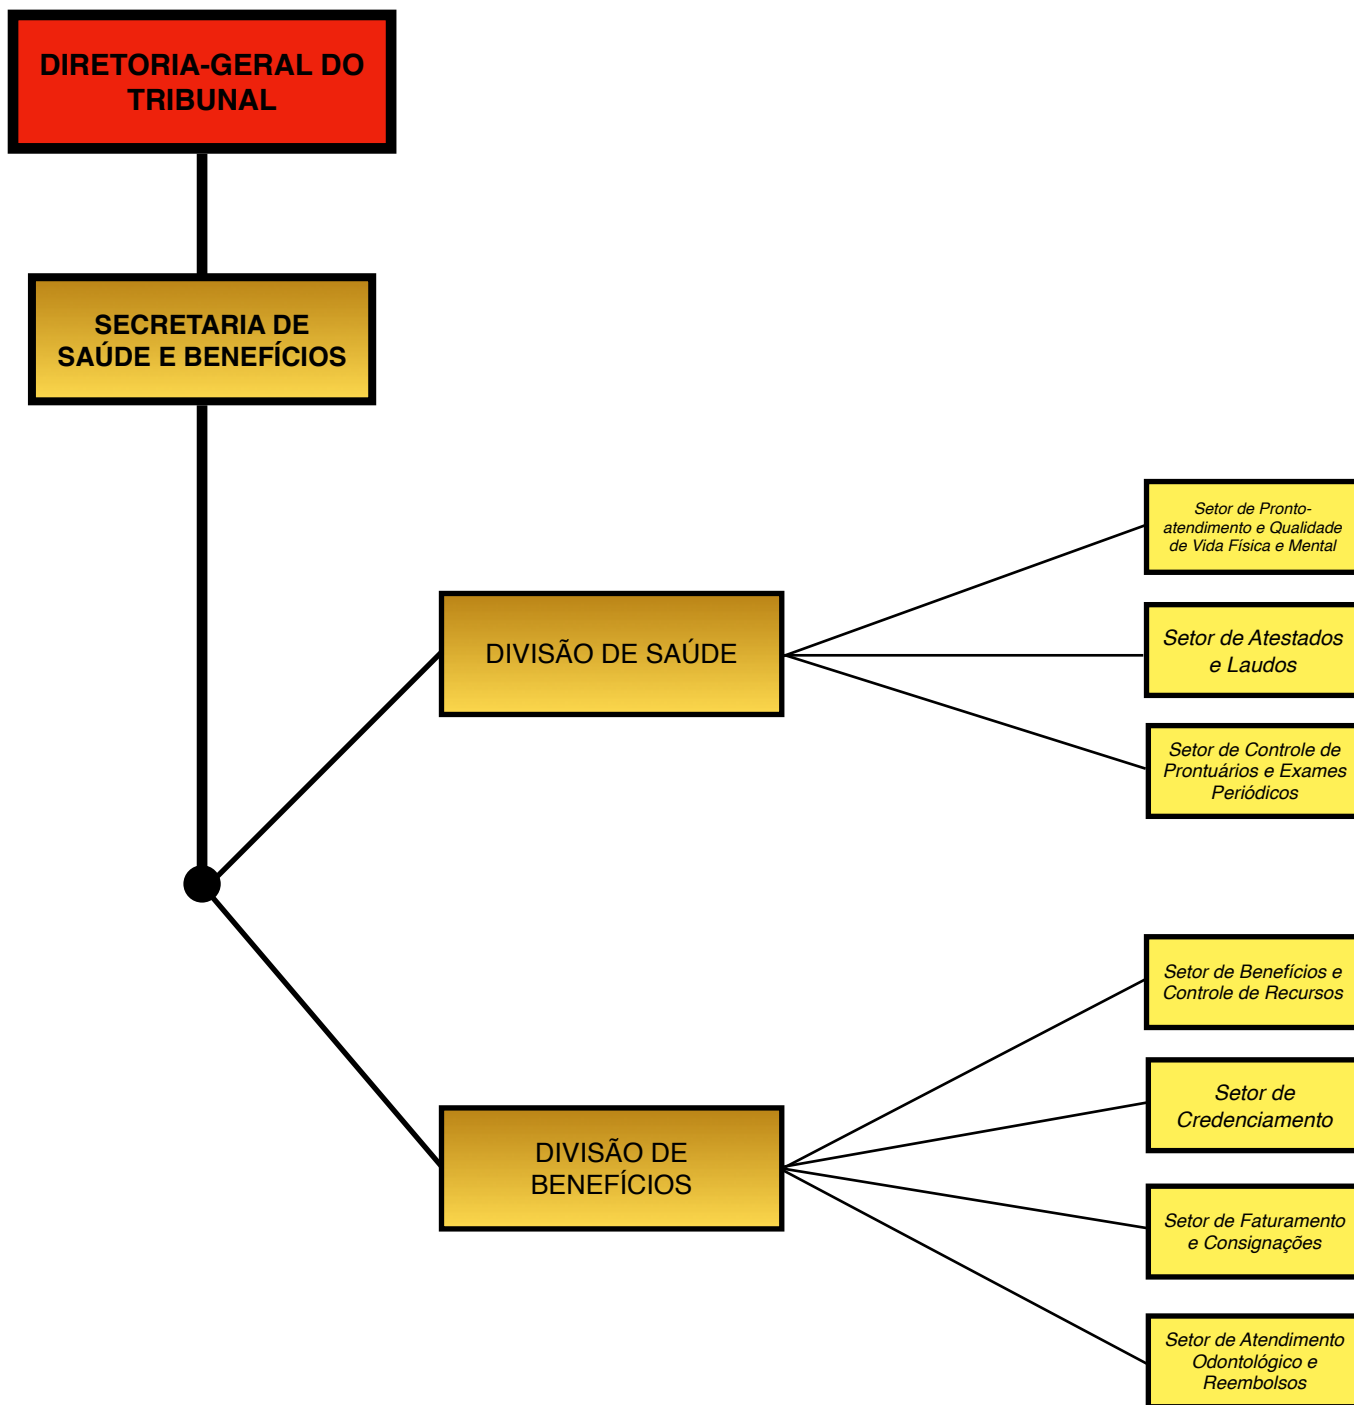 DIRETORIA-GERAL DO
TRIBUNAL
SECRETARIA DE
SAÚDE E BENEFÍCIOS
Setor de Pronto-
atendimento e Qualidade
de Vida Física e Mental
DIVISÃO DE SAÚDE
Setor de Atestados
e Laudos
Setor de Controle de
Prontuários e Exames
Periódicos
Setor de Benefícios e
Controle de Recursos
Setor de
Credenciamento
DIVISÃO DE
BENEFÍCIOS
Setor de Faturamento
e Consignações
Setor de Atendimento
Odontológico e
Reembolsos